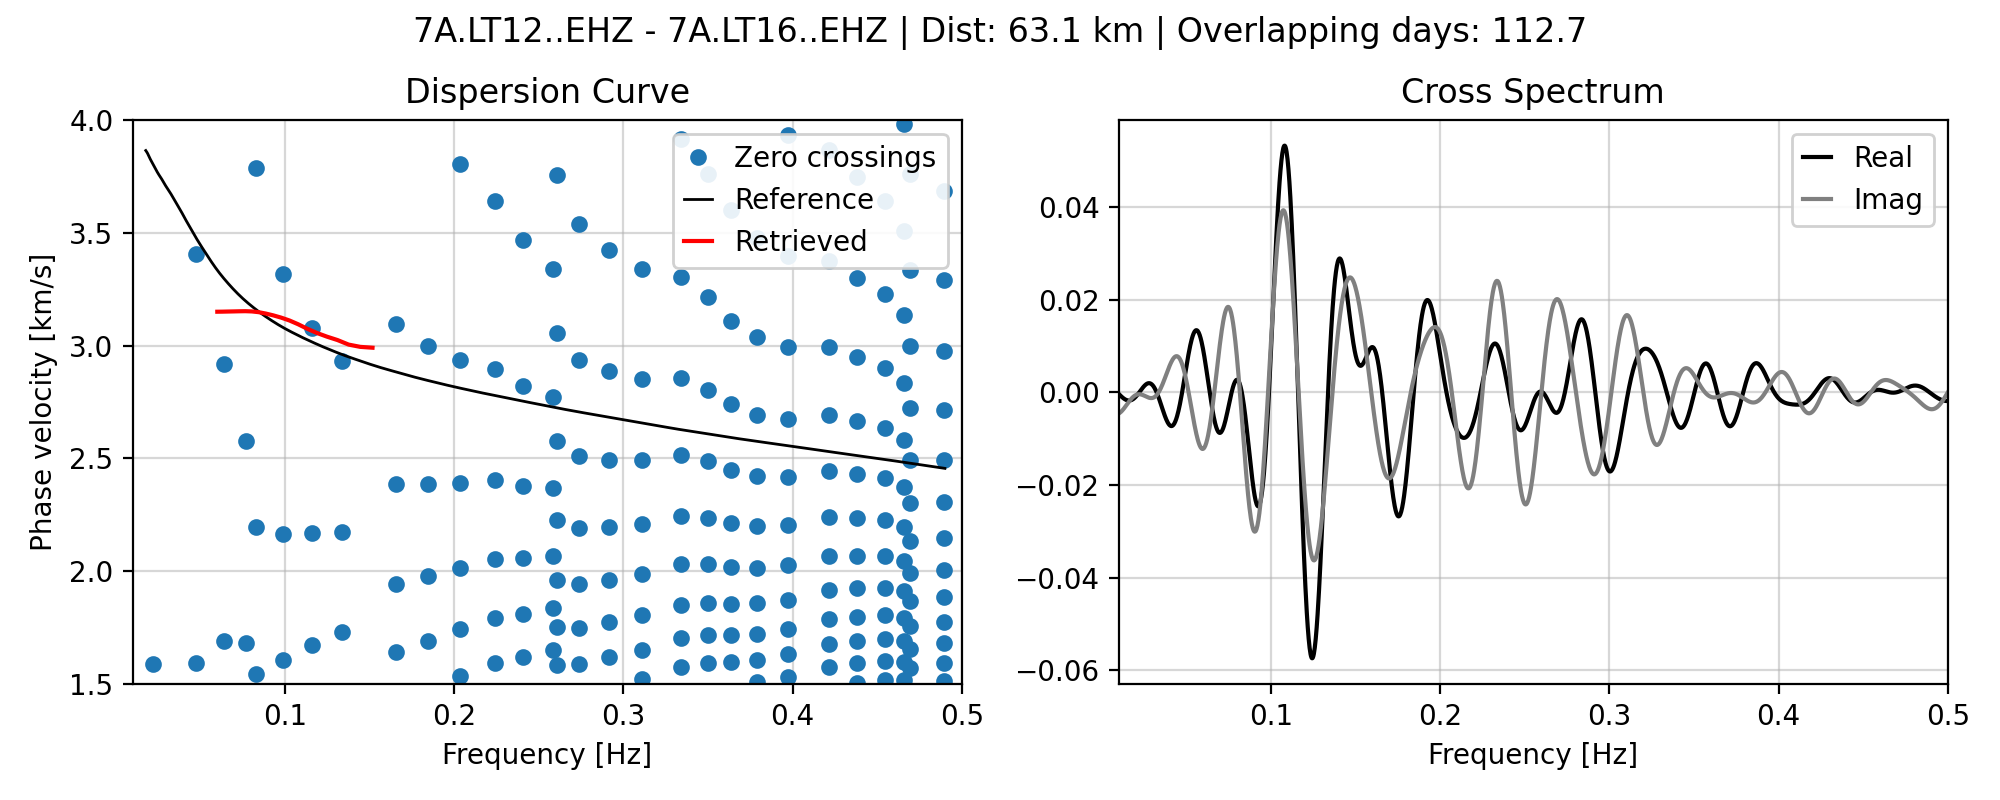 7A.LT12..EHZ - 7A.LT16..EHZ | Dist: 63.1 km | Overlapping days: 112.7
Dispersion Curve
Phase velocity [km/s]
4.0
3.5
3.0
2.5
2.0
1.5
0.1
0.2
0.3
0.4
0.5
Frequency [Hz]
Zero crossings
Reference
Retrieved
Cross Spectrum
0.04
0.02
0.00
−0.02
−0.04
−0.06
0.1
0.2
0.3
0.4
0.5
Frequency [Hz]
Real
Imag